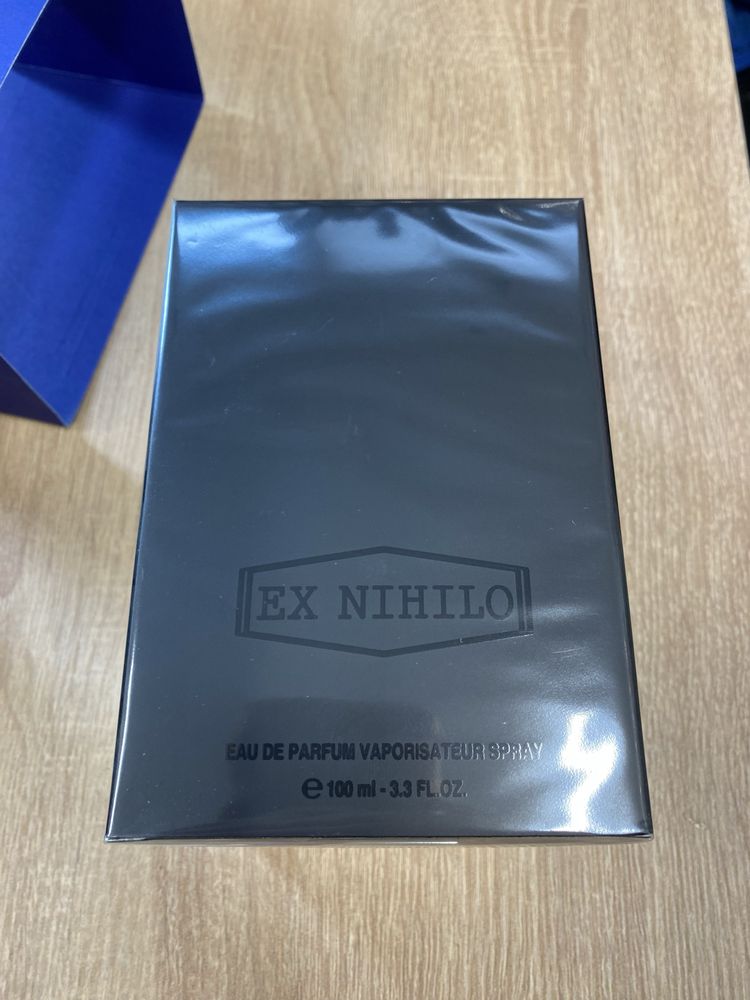 EX NIHILO
EAU DE PARFUM VAPORISATEUR SPRAY
℮ 100 ml - 3.3 FL.OZ.